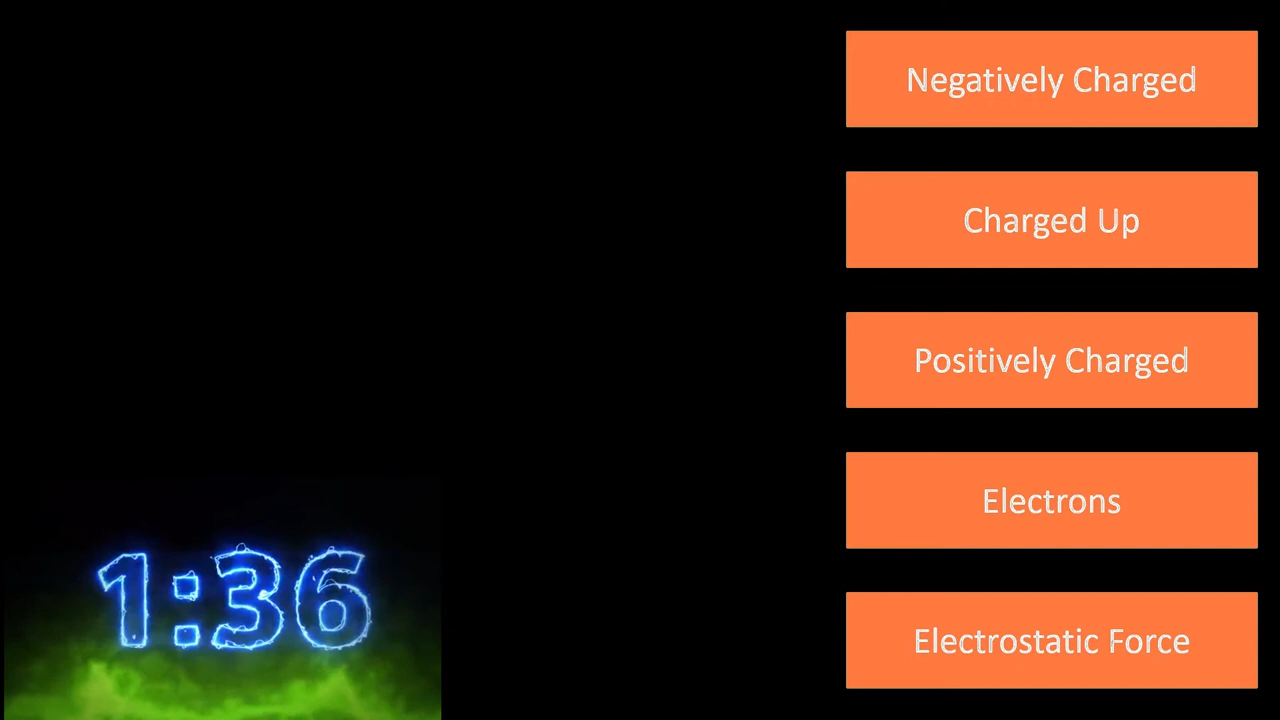 Negatively Charged
Charged Up
Positively Charged
Electrons
Electrostatic Force
1:36